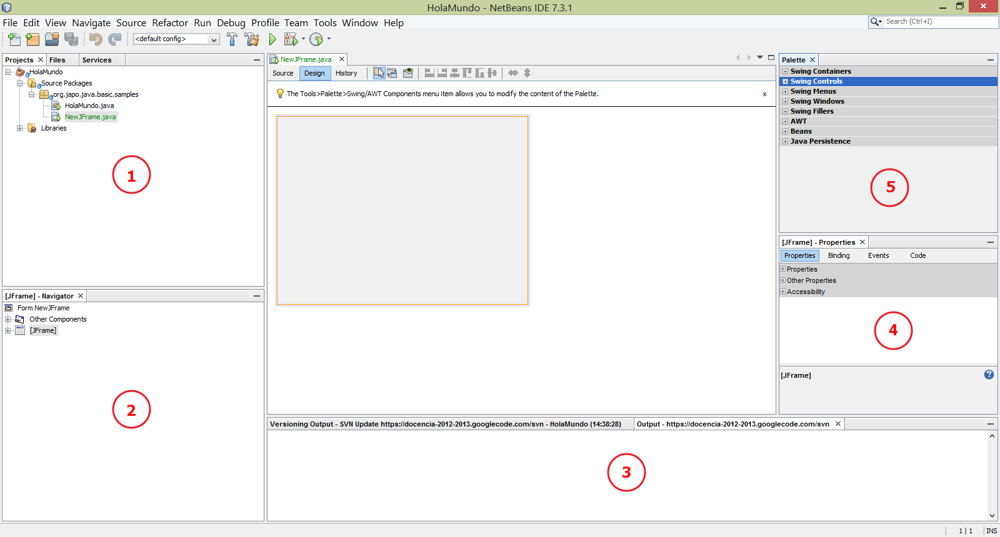 HolaMundo - NetBeans IDE 7.3.1
File Edit View Navigate Source Refactor Run Debug Profile Team Tools Window Help
Search (Ctrl+I)
<default config>
Projects Files Services
HolaMundo
Source Packages
org.japo.java.basic.samples
HolaMundo.java
NewJFrame.java
Libraries
1
[JFrame] - Navigator
Form NewJFrame
Other Components
[JFrame]
2
NewJFrame.java
Source Design History
The Tools>Palette>Swing/AWT Components menu item allows you to modify the content of the Palette. x
Palette
Swing Containers
Swing Controls
Swing Menus
Swing Windows
Swing Fillers
AWT
Beans
Java Persistence
5
[JFrame] - Properties
Properties Binding Events Code
Properties
Other Properties
Accessibility
4
[JFrame]
Versioning Output - SVN Update https://docencia-2012-2013.googlecode.com/svn - HolaMundo (14:38:28) Output - https://docencia-2012-2013.googlecode.com/svn
3
1 | 1 INS